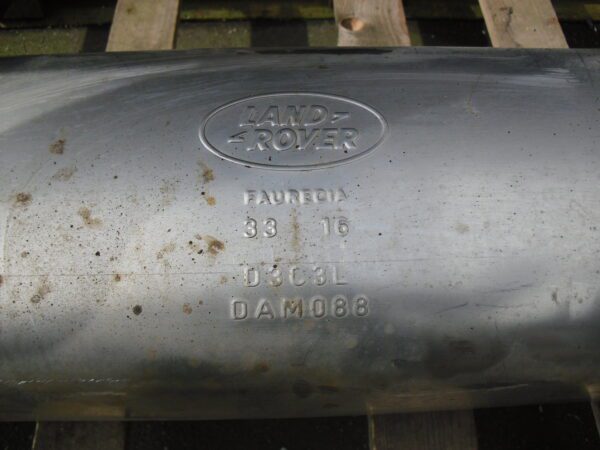 LAND
ROVER
FAURECIA
33 16
D3C3L
DAM088